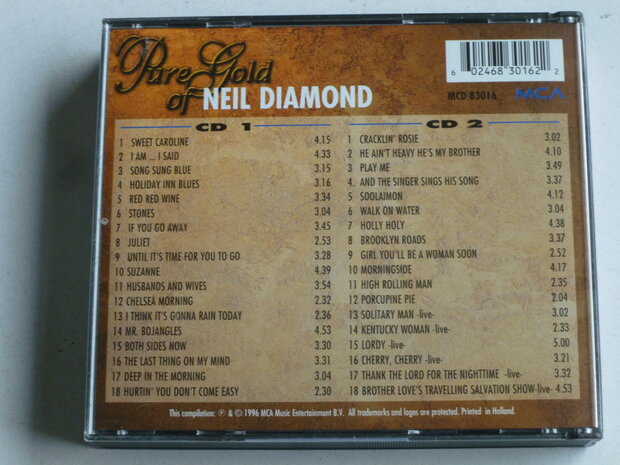 Pure Gold
of NEIL DIAMOND
6 02468 30162 2
MCD 83016 MCA
CD 1
1 SWEET CAROLINE 4.15
2 I AM ... I SAID 4.33
3 SONG SUNG BLUE 3.15
4 HOLIDAY INN BLUES 3.16
5 RED RED WINE 3.34
6 STONES 3.04
7 IF YOU GO AWAY 3.45
8 JULIET 2.53
9 UNTIL IT'S TIME FOR YOU TO GO 3.28
10 SUZANNE 4.39
11 HUSBANDS AND WIVES 3.54
12 CHELSEA MORNING 2.32
13 I THINK IT'S GONNA RAIN TODAY 2.36
14 MR. BOJANGLES 4.53
15 BOTH SIDES NOW 3.30
16 THE LAST THING ON MY MIND 3.31
17 DEEP IN THE MORNING 3.04
18 HURTIN' YOU DON'T COME EASY 2.30
CD 2
1 CRACKLIN' ROSIE 3.02
2 HE AIN'T HEAVY HE'S MY BROTHER 4.10
3 PLAY ME 3.49
4. AND THE SINGER SINGS HIS SONG 3.37
5 SOOLAIMON 4.12
6 WALK ON WATER 3.04
7 HOLLY HOLY 4.38
8 BROOKLYN ROADS 3.37
9 GIRL YOU'LL BE A WOMAN SOON 2.52
10 MORNINGSIDE 4.17
11 HIGH ROLLING MAN 2.35
12 PORCUPINE PIE 2.04
13 SOLITARY MAN -live- 3.02
14 KENTUCKY WOMAN -live- 2.33
15 LORDY -live- 5.00
16 CHERRY, CHERRY -live- 3.21
17 THANK THE LORD FOR THE NIGHTTIME -live- 3.32
18 BROTHER LOVE'S TRAVELLING SALVATION SHOW-live- 4.53
This compilation: ℗ & © 1996 MCA Music Entertainment B.V. All trademarks and logos are protected. Printed in Holland.